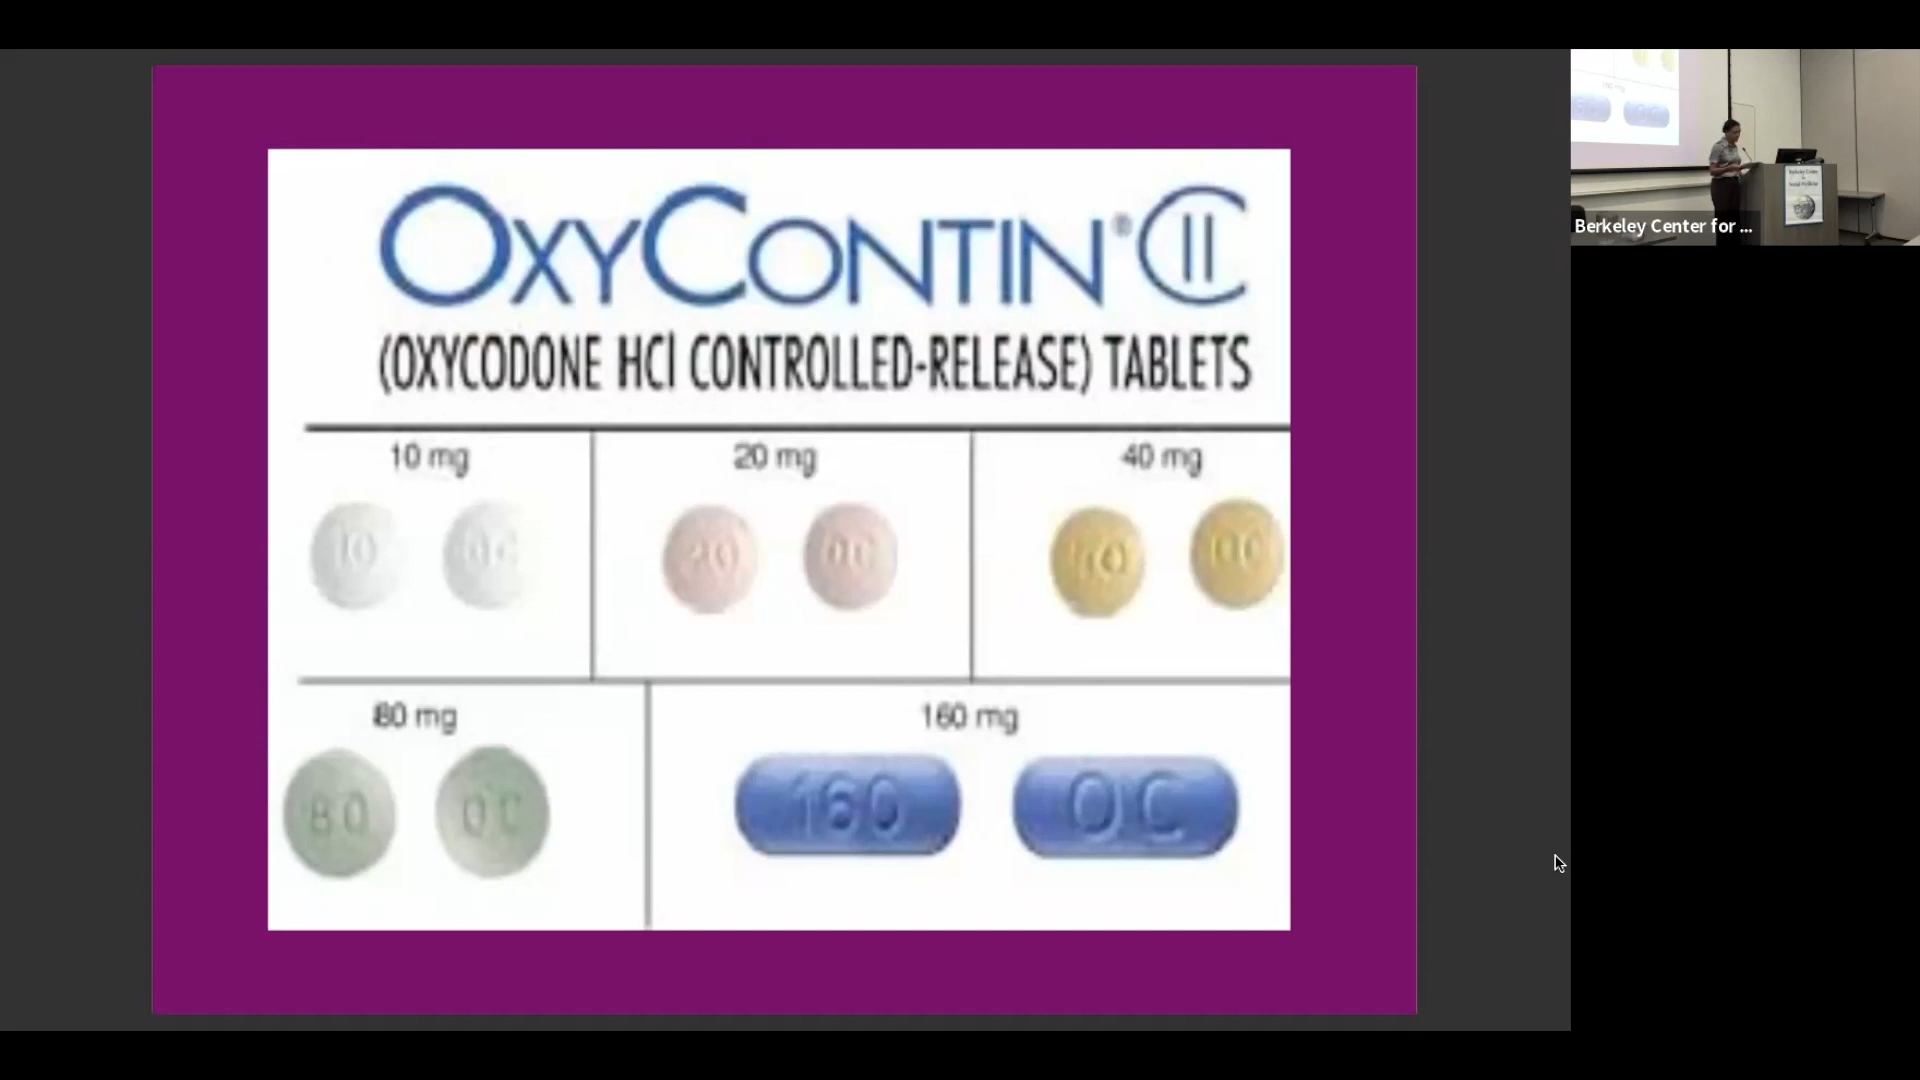 OXYCONTIN® CII
(OXYCODONE HCl CONTROLLED-RELEASE) TABLETS
10 mg
20 mg
40 mg
10 OC
20 OC
40 OC
80 mg
160 mg
80 OC
160 OC
Berkeley Center for ...